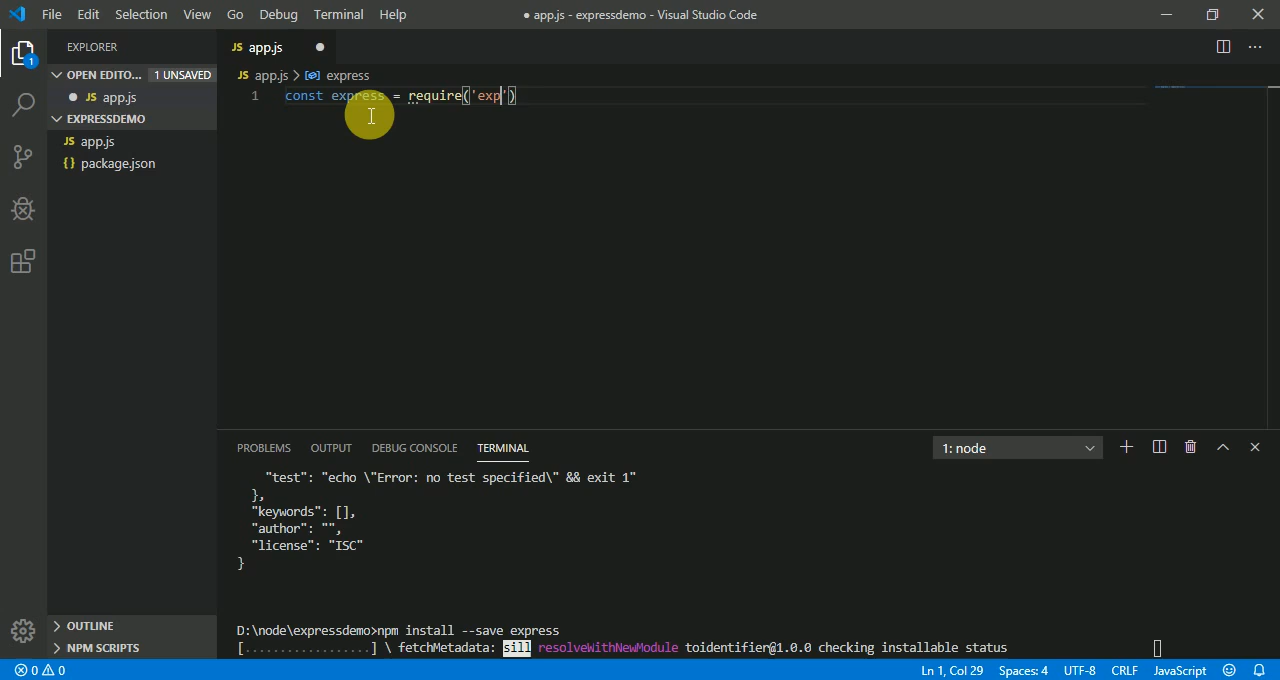 File Edit Selection View Go Debug Terminal Help
● app.js - expressdemo - Visual Studio Code
EXPLORER
JS app.js ●
OPEN EDITO... 1 UNSAVED
JS app.js > express
● JS app.js
1 const express = require('exp')
EXPRESSDEMO
JS app.js
{} package.json
1
PROBLEMS OUTPUT DEBUG CONSOLE TERMINAL
1: node
"test": "echo \"Error: no test specified\" && exit 1"
},
"keywords": [],
"author": "",
"license": "ISC"
}
D:\node\expressdemo>npm install --save express
[..................] \ fetchMetadata: sill resolveWithNewModule toidentifier@1.0.0 checking installable status
OUTLINE
NPM SCRIPTS
0 0
Ln 1, Col 29 Spaces: 4 UTF-8 CRLF JavaScript